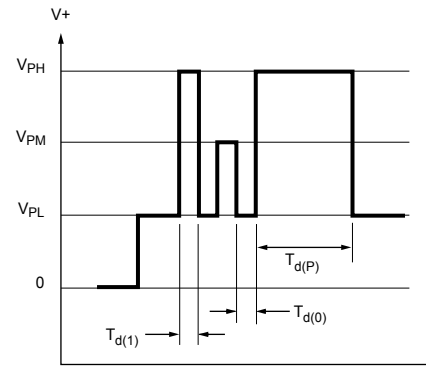 V+
VPH
VPM
VPL
0
Td(P)
Td(0)
Td(1)